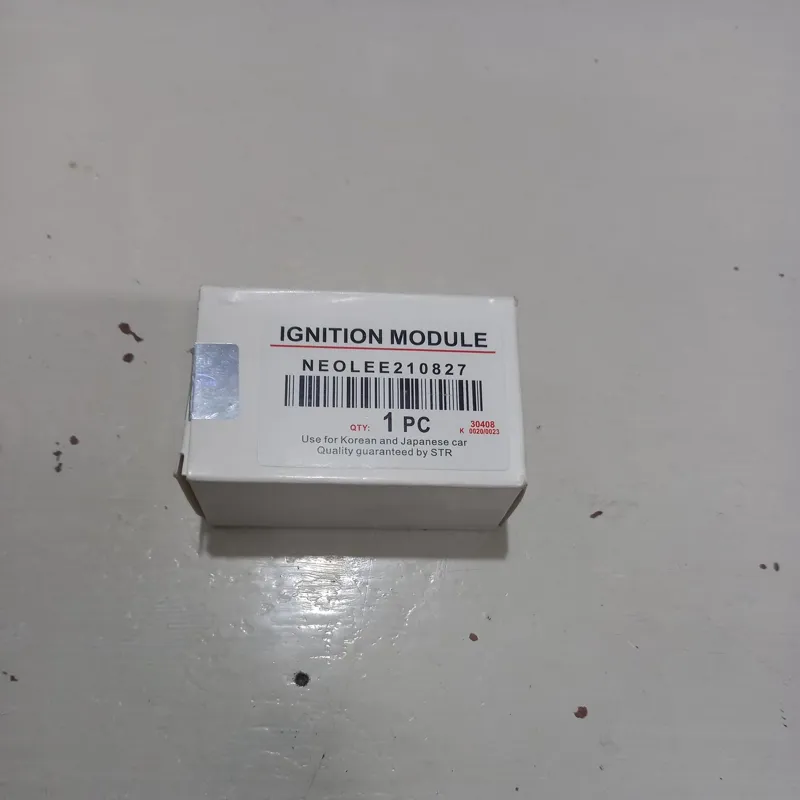 IGNITION MODULE
NEOLEE210827
QTY: 1 PC
30408
K 0020/0023
Use for Korean and Japanese car
Quality guaranteed by STR